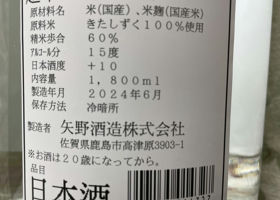 原材料名 米(国産)、米麹(国産米)
原料米 きたしずく100%使用
精米歩合 60%
アルコール分 15度
日本酒度 +10
内容量 1,800ml
製造年月 2024年6月
保存方法 冷暗所
製造者 矢野酒造株式会社
佐賀県鹿島市高津原3903-1
※お酒は20歳になってから。
品目
日本酒